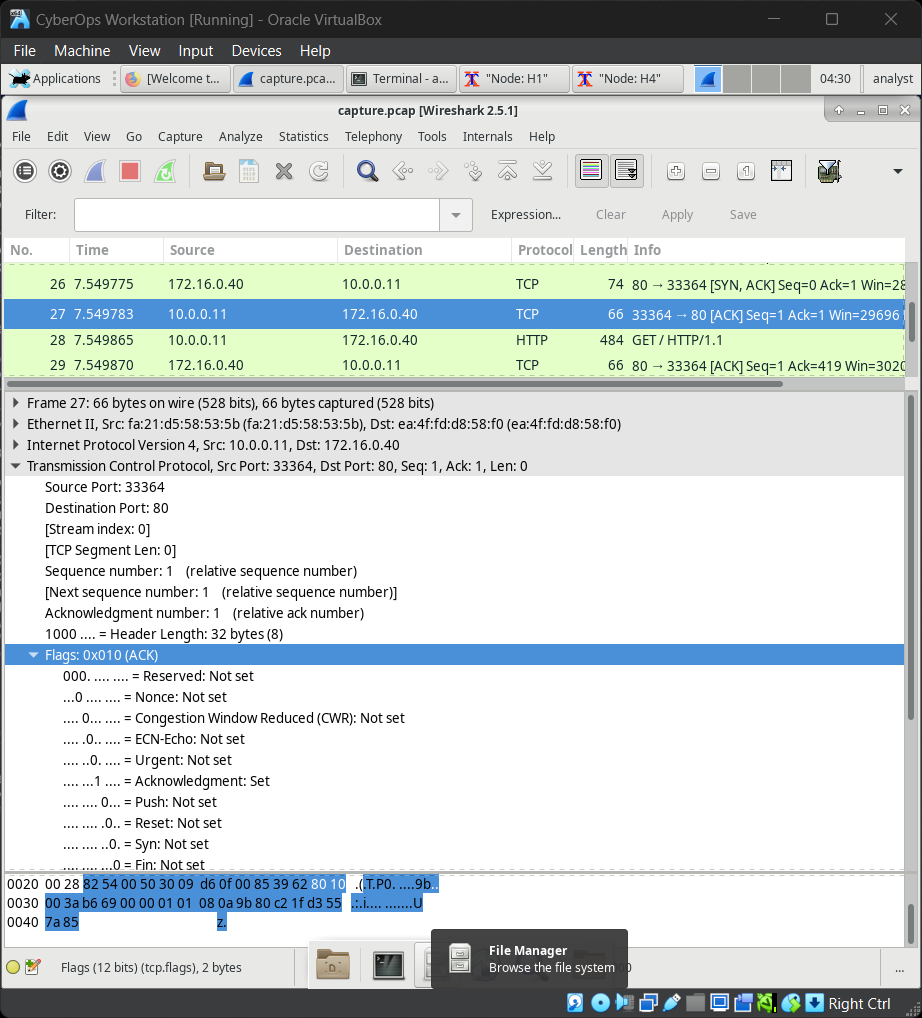 CyberOps Workstation [Running] - Oracle VirtualBox
File Machine View Input Devices Help
Applications [Welcome t... capture.pca... Terminal - a... "Node: H1" "Node: H4" 04:30 analyst
capture.pcap [Wireshark 2.5.1]
File Edit View Go Capture Analyze Statistics Telephony Tools Internals Help
Filter: Expression... Clear Apply Save
No. Time Source Destination Protocol Length Info
26 7.549775 172.16.0.40 10.0.0.11 TCP 74 80 → 33364 [SYN, ACK] Seq=0 Ack=1 Win=28
27 7.549783 10.0.0.11 172.16.0.40 TCP 66 33364 → 80 [ACK] Seq=1 Ack=1 Win=29696
28 7.549865 10.0.0.11 172.16.0.40 HTTP 484 GET / HTTP/1.1
29 7.549870 172.16.0.40 10.0.0.11 TCP 66 80 → 33364 [ACK] Seq=1 Ack=419 Win=3020
Frame 27: 66 bytes on wire (528 bits), 66 bytes captured (528 bits)
Ethernet II, Src: fa:21:d5:58:53:5b (fa:21:d5:58:53:5b), Dst: ea:4f:fd:d8:58:f0 (ea:4f:fd:d8:58:f0)
Internet Protocol Version 4, Src: 10.0.0.11, Dst: 172.16.0.40
Transmission Control Protocol, Src Port: 33364, Dst Port: 80, Seq: 1, Ack: 1, Len: 0
Source Port: 33364
Destination Port: 80
[Stream index: 0]
[TCP Segment Len: 0]
Sequence number: 1 (relative sequence number)
[Next sequence number: 1 (relative sequence number)]
Acknowledgment number: 1 (relative ack number)
1000 .... = Header Length: 32 bytes (8)
Flags: 0x010 (ACK)
000. .... .... = Reserved: Not set
...0 .... .... = Nonce: Not set
.... 0... .... = Congestion Window Reduced (CWR): Not set
.... .0.. .... = ECN-Echo: Not set
.... ..0. .... = Urgent: Not set
.... ...1 .... = Acknowledgment: Set
.... .... 0... = Push: Not set
.... .... .0.. = Reset: Not set
.... .... ..0. = Syn: Not set
.... .... ...0 = Fin: Not set
0020 00 28 82 54 00 50 30 09 d6 0f 00 85 39 62 80 10 .(.T.P0. ....9b..
0030 00 3a b6 69 00 00 01 01 08 0a 9b 80 c2 1f d3 55 .:.i.... .......U
0040 7a 85 z.
File Manager
Flags (12 bits) (tcp.flags), 2 bytes Browse the file system ...
Right Ctrl